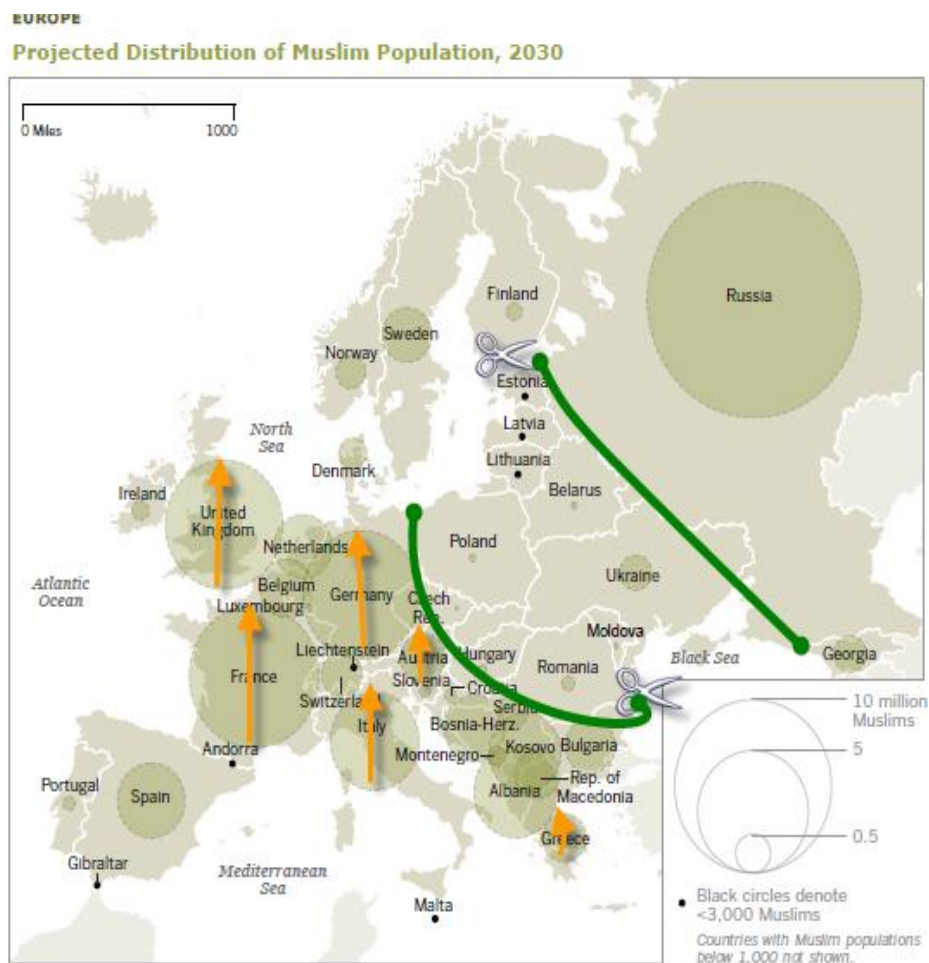 EUROPE
Projected Distribution of Muslim Population, 2030
0 Miles 1000
Finland
Russia
Sweden
Norway
Estonia
North
Sea
Latvia
Denmark
Lithuania
Ireland
Belarus
United
Kingdom
Netherlands
Poland
Atlantic
Ocean
Belgium
Germany
Ukraine
Luxembourg
Czech
Rep.
Moldova
Liechtenstein
Austria
Hungary
Black Sea
Georgia
France
Slovenia
Romania
Switzerland
Croatia
Serbia
10 million
Muslims
Italy
Bosnia-Herz.
Andorra
Montenegro
Kosovo
Bulgaria
5
Portugal
Spain
Albania
Rep. of
Macedonia
0.5
Greece
Gibraltar
Mediterranean
Sea
Malta
Black circles denote
<3,000 Muslims
Countries with Muslim populations
below 1,000 not shown.